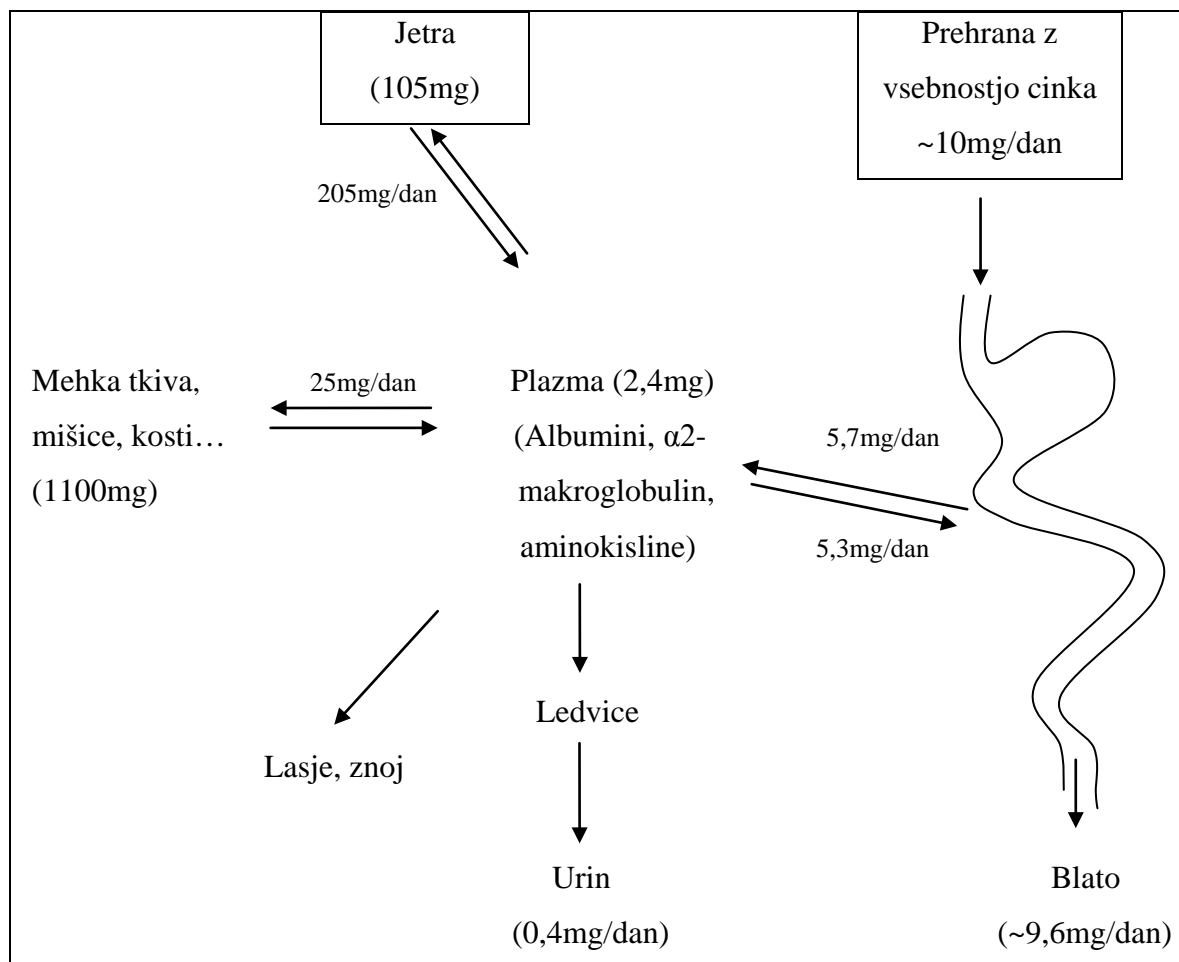 Jetra
(105mg)
Prehrana z
vsebnostjo cinka
~10mg/dan
205mg/dan
Mehka tkiva,
mišice, kosti…
(1100mg)
25mg/dan
Plazma (2,4mg)
(Albumini, α2-
makroglobulin,
aminokisline)
5,7mg/dan
5,3mg/dan
Ledvice
Lasje, znoj
Urin
(0,4mg/dan)
Blato
(~9,6mg/dan)